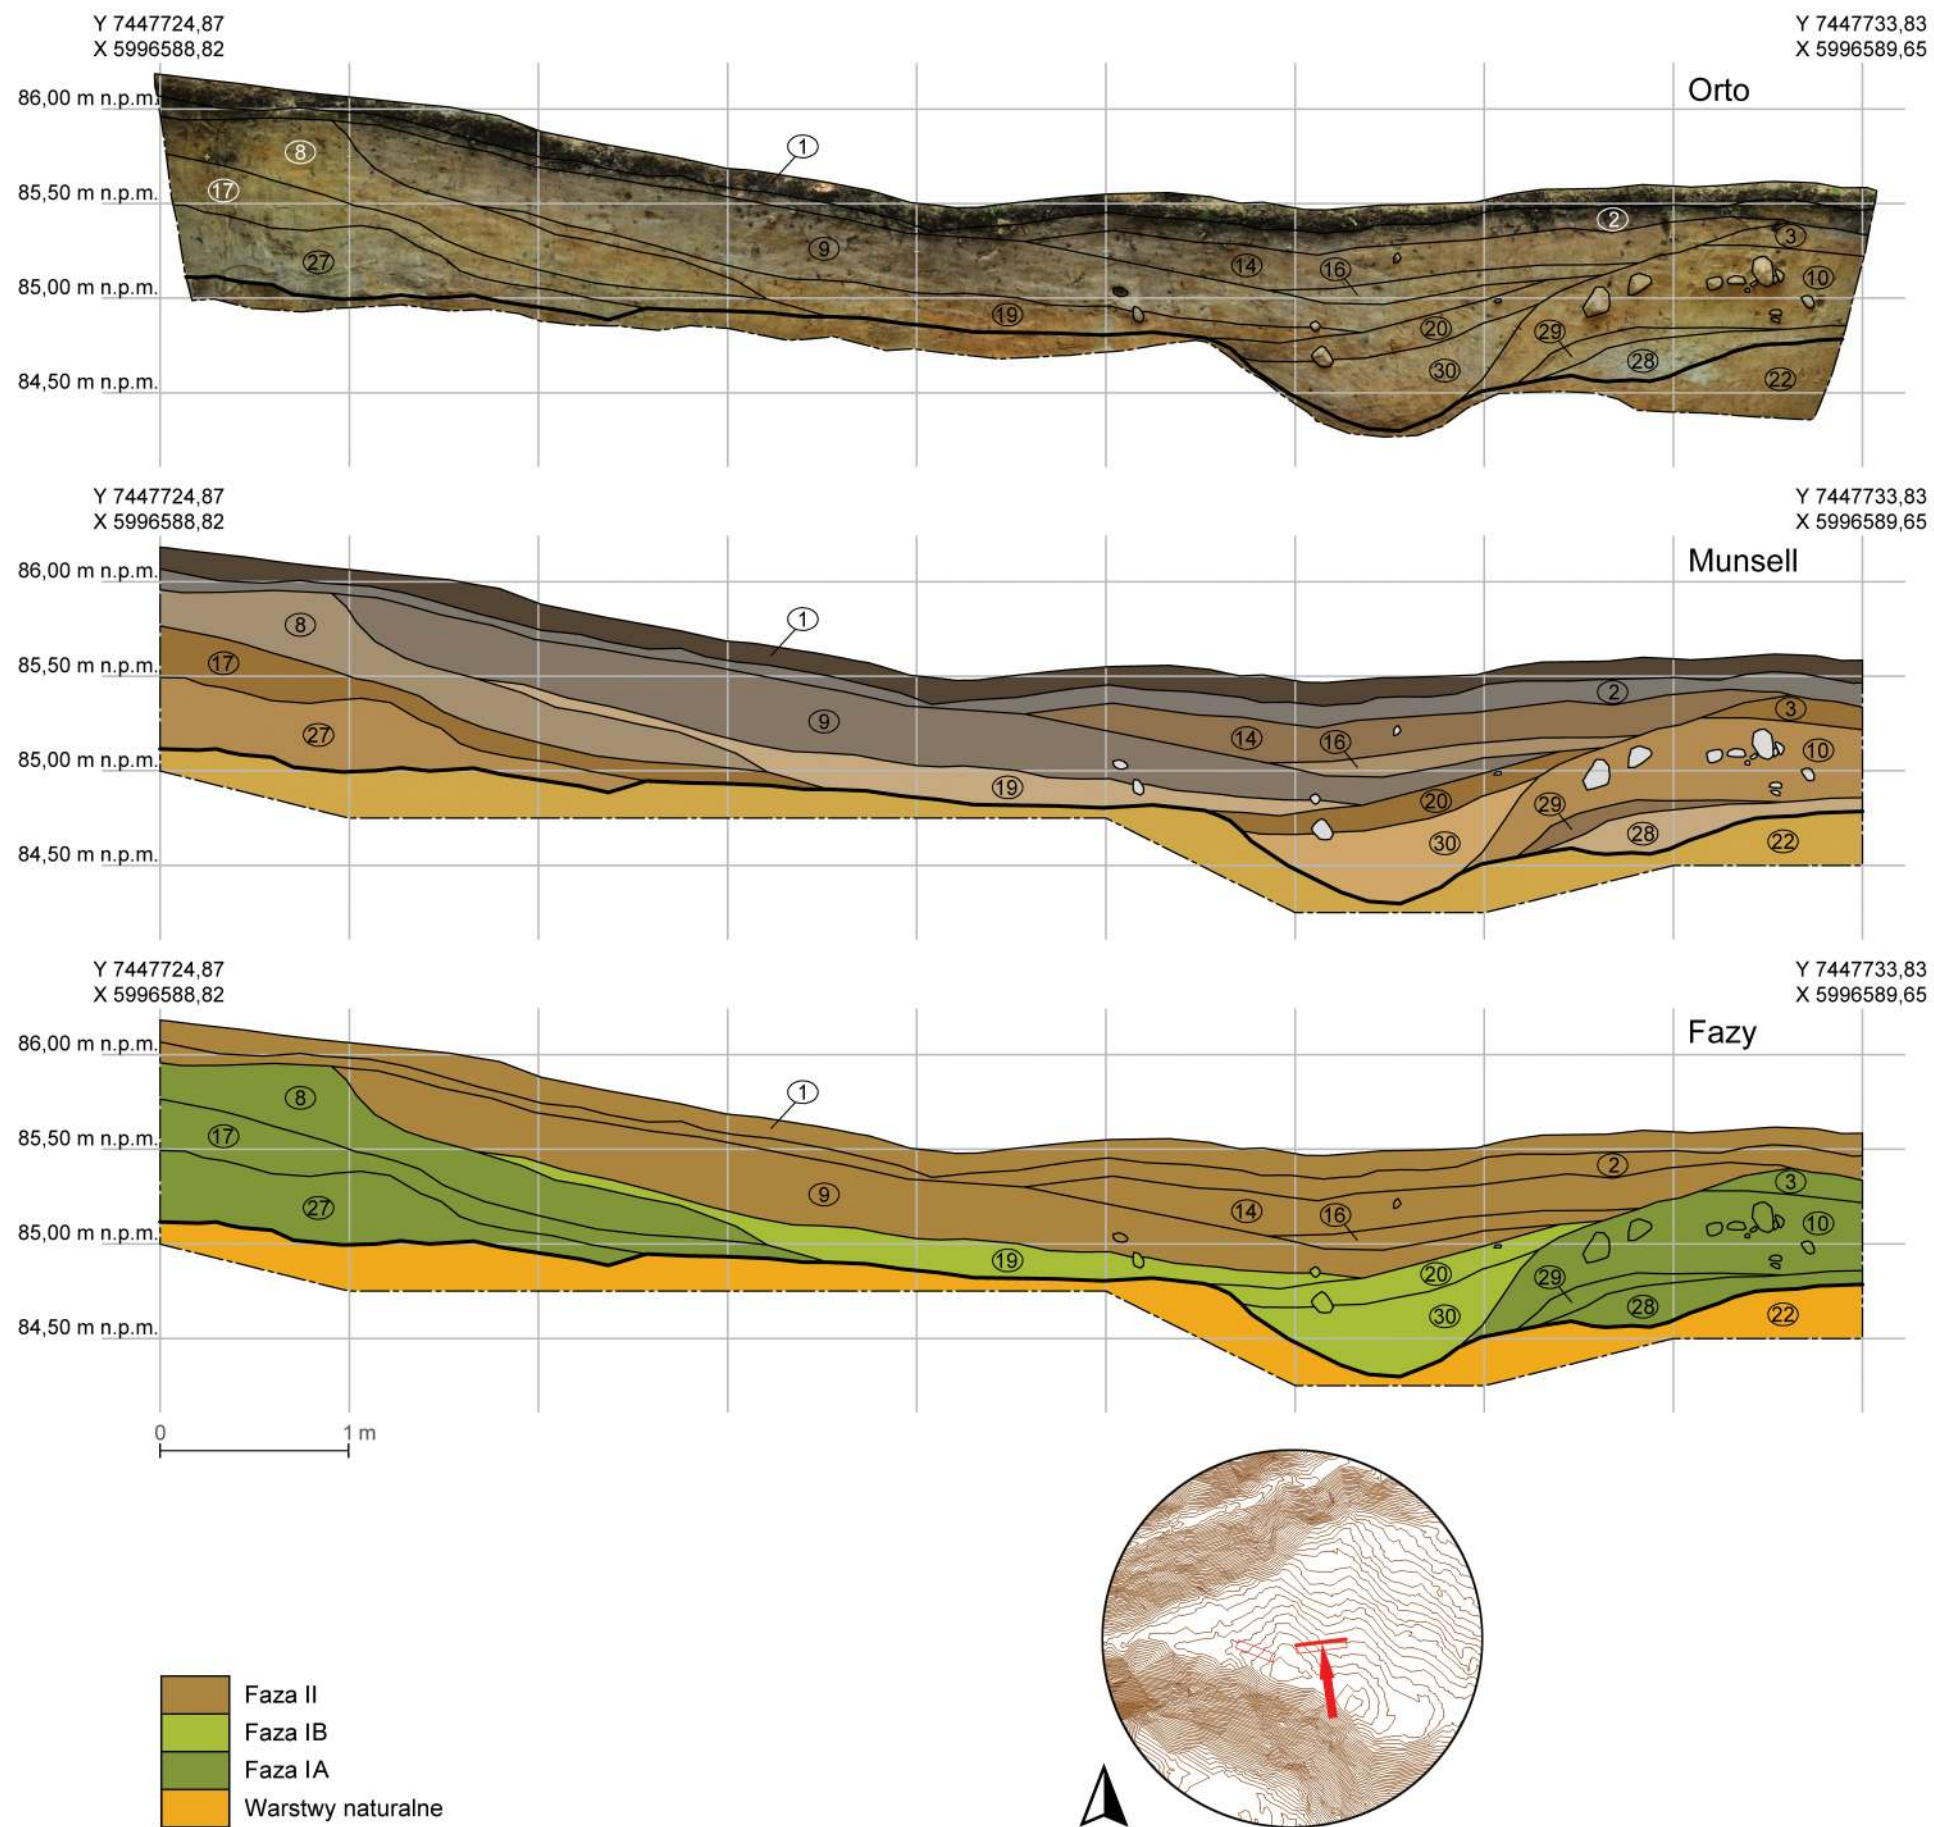 Y 7447724,87
X 5996588,82
Y 7447733,83
X 5996589,65
Orto
86,00 m n.p.m.
85,50 m n.p.m.
85,00 m n.p.m.
84,50 m n.p.m.
1
8
17
2
3
9
27
14
16
10
19
20
29
28
30
22
Y 7447724,87
X 5996588,82
Y 7447733,83
X 5996589,65
Munsell
86,00 m n.p.m.
85,50 m n.p.m.
85,00 m n.p.m.
84,50 m n.p.m.
1
8
17
2
3
9
27
14
16
10
19
20
29
28
30
22
Y 7447724,87
X 5996588,82
Y 7447733,83
X 5996589,65
Fazy
86,00 m n.p.m.
85,50 m n.p.m.
85,00 m n.p.m.
84,50 m n.p.m.
1
8
17
2
3
9
27
14
16
10
19
20
29
28
30
22
0 1 m
Faza II
Faza IB
Faza IA
Warstwy naturalne